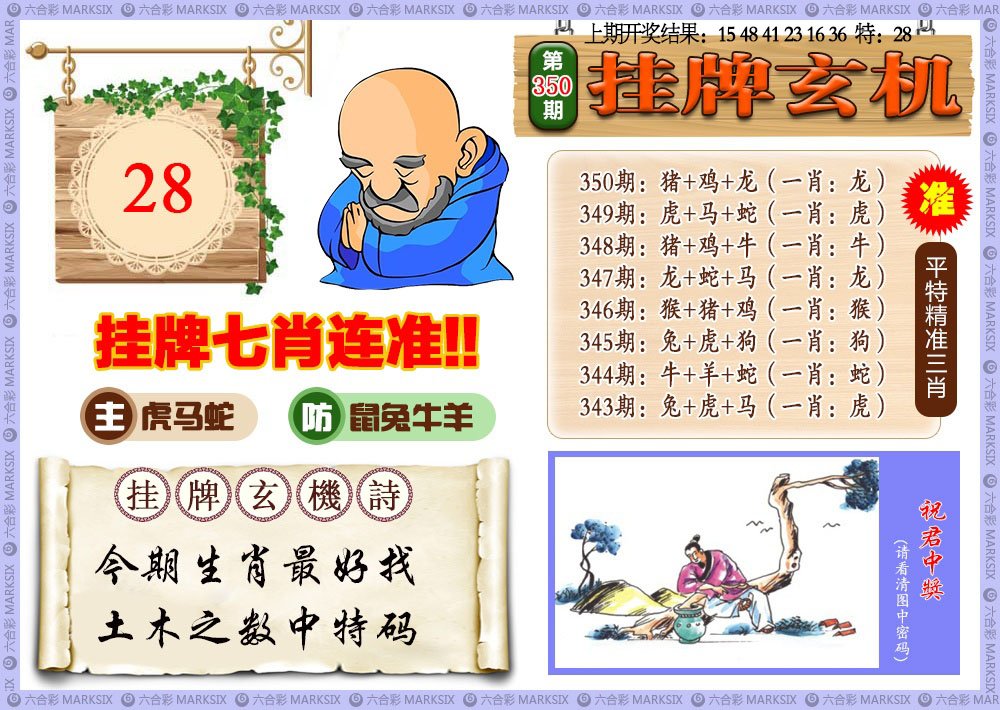 上期开奖结果：15 48 41 23 16 36 特：28
第350期
挂牌玄机
28
挂牌七肖连准!!
主 虎马蛇
防 鼠兔牛羊
挂牌玄機詩
今期生肖最好找
土木之数中特码
350期：猪+鸡+龙（一肖：龙）
349期：虎+马+蛇（一肖：虎）
348期：猪+鸡+牛（一肖：牛）
347期：龙+蛇+马（一肖：龙）
346期：猴+猪+鸡（一肖：猴）
345期：兔+虎+狗（一肖：狗）
344期：牛+羊+蛇（一肖：蛇）
343期：兔+虎+马（一肖：虎）
准
平特精准三肖
祝君中獎
（请看清图中密码）
六合彩 MARKSIX